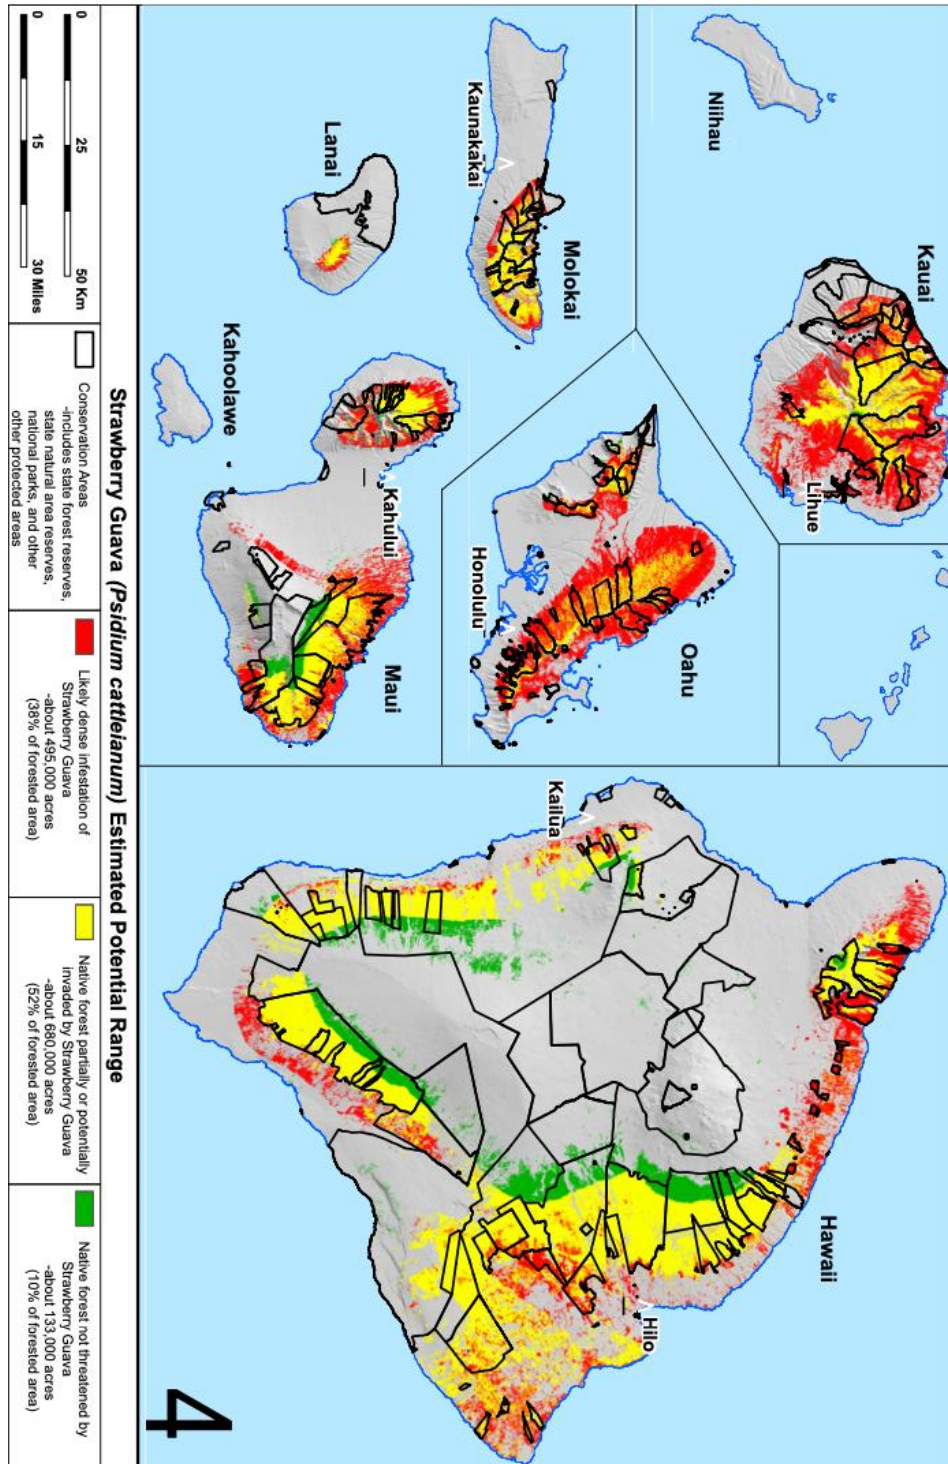 Kauai
Lihue
Niihau
Molokai
Kaunakakai
Lanai
Kahoolawe
Kahului
Maui
Oahu
Honolulu
Hawaii
Kailua
Hilo
4
Strawberry Guava (Psidium cattleianum) Estimated Potential Range
0 25 50 Km
0 15 30 Miles
Conservation Areas
-includes state forest reserves,
state natural area reserves,
national parks, and other
other protected areas
Likely dense infestation of
Strawberry Guava
-about 495,000 acres
(38% of forested area)
Native forest partially or potentially
invaded by Strawberry Guava
-about 680,000 acres
(52% of forested area)
Native forest not threatened by
Strawberry Guava
-about 133,000 acres
(10% of forested area)